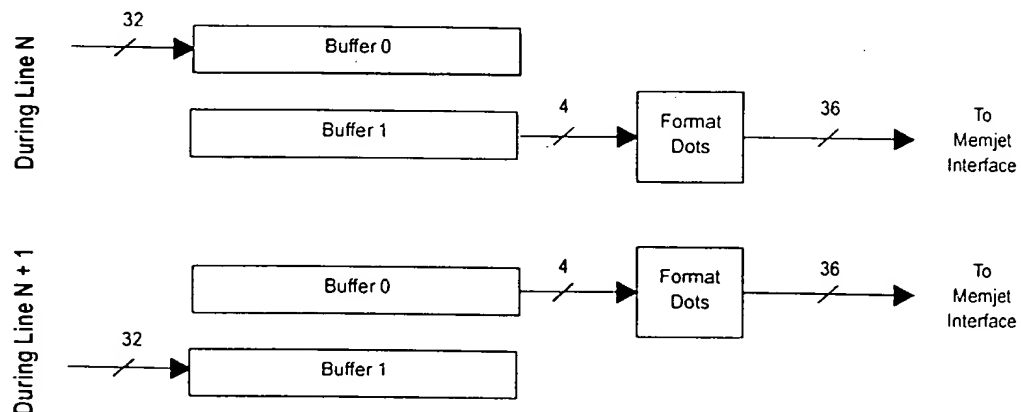 During Line N
32
Buffer 0
Buffer 1
4
Format
Dots
36
To
Memjet
Interface
During Line N + 1
Buffer 0
4
Format
Dots
36
To
Memjet
Interface
32
Buffer 1